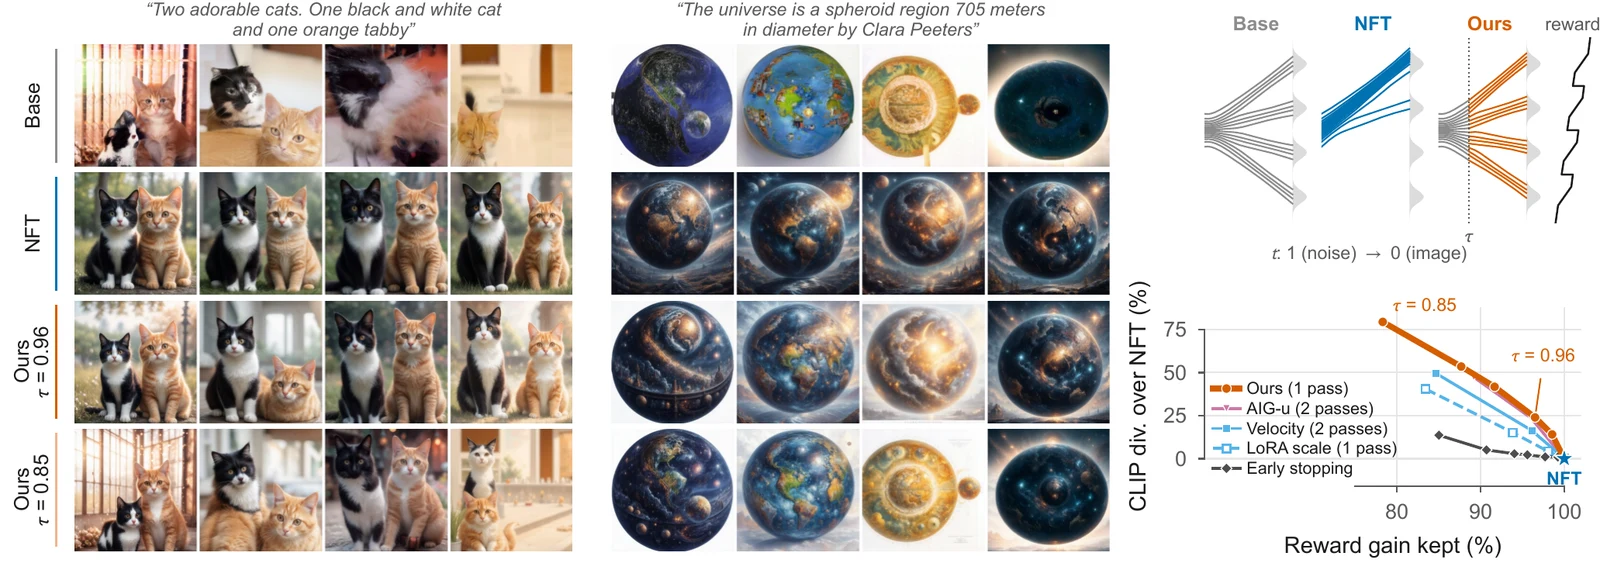 “Two adorable cats. One black and white cat
and one orange tabby”
“The universe is a spheroid region 705 meters
in diameter by Clara Peeters”
Base
NFT
Ours
τ = 0.96
Ours
τ = 0.85
Base
NFT
Ours
reward
τ
t: 1 (noise) → 0 (image)
CLIP div. over NFT (%)
75
50
25
0
τ = 0.85
τ = 0.96
Ours (1 pass)
AIG-u (2 passes)
Velocity (2 passes)
LoRA scale (1 pass)
Early stopping
NFT
80
90
100
Reward gain kept (%)